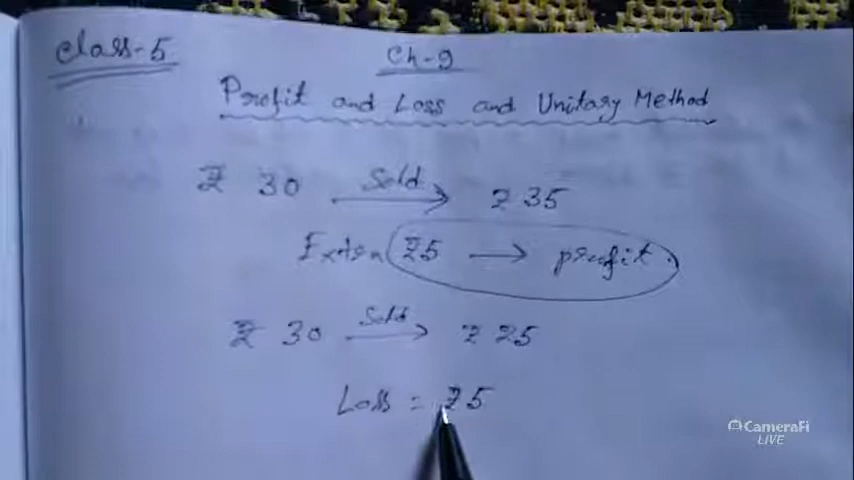 Class-5
Ch-9
Profit and Loss and Unitary Method
₹ 30 Sold → ₹ 35
Extra ₹5 → profit.
₹ 30 Sold → ₹ 25
Loss = ₹5
CameraFi
LIVE